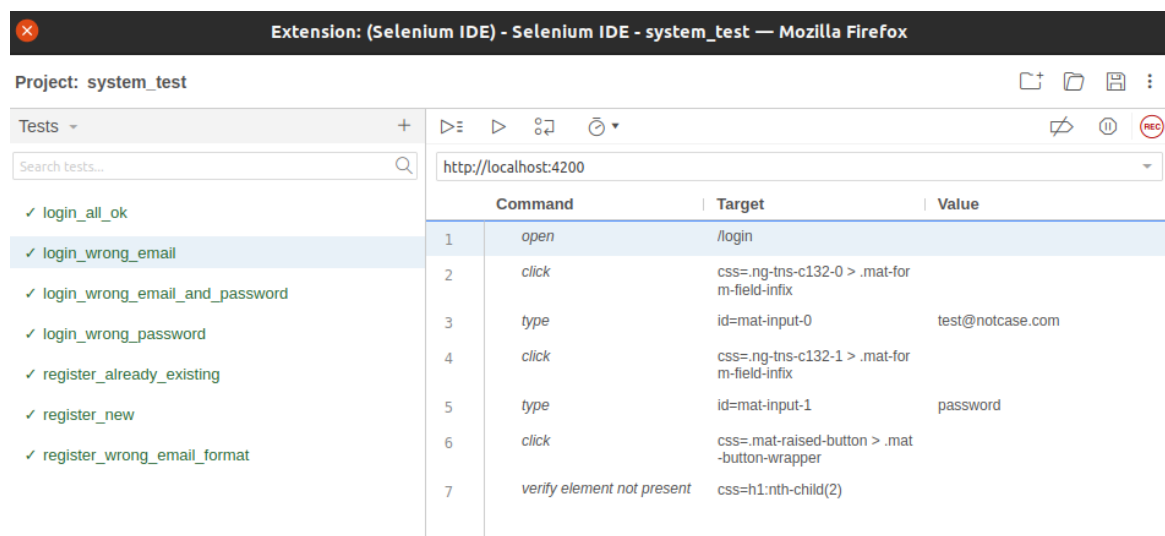 Extension: (Selenium IDE) - Selenium IDE - system_test — Mozilla Firefox
Project: system_test
Tests
Search tests...
✓ login_all_ok
✓ login_wrong_email
✓ login_wrong_email_and_password
✓ login_wrong_password
✓ register_already_existing
✓ register_new
✓ register_wrong_email_format
REC
http://localhost:4200
Command Target Value
1 open /login
2 click css=.ng-tns-c132-0 > .mat-for
m-field-infix
3 type id=mat-input-0 test@notcase.com
4 click css=.ng-tns-c132-1 > .mat-for
m-field-infix
5 type id=mat-input-1 password
6 click css=.mat-raised-button > .mat
-button-wrapper
7 verify element not present css=h1:nth-child(2)